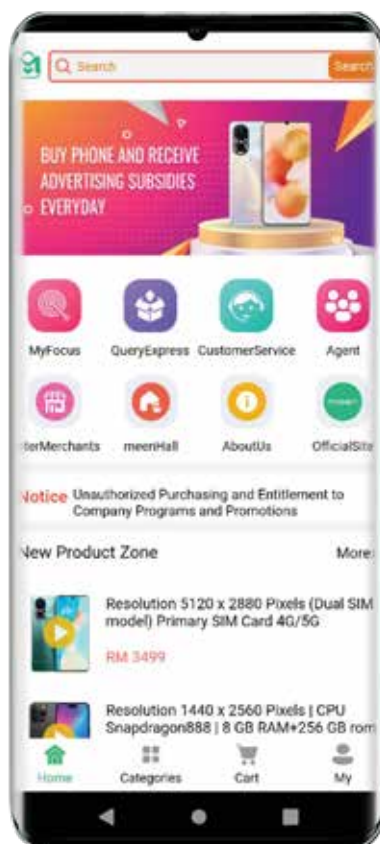 Search
Search
BUY PHONE AND RECEIVE
ADVERTISING SUBSIDIES
EVERYDAY
MyFocus QueryExpress CustomerService Agent
terMerchants meenHall AboutUs OfficialSite
Notice Unauthorized Purchasing and Entitlement to
Company Programs and Promotions
New Product Zone More
Resolution 5120 x 2880 Pixels (Dual SIM
model) Primary SIM Card 4G/5G
RM 3499
Resolution 1440 x 2560 Pixels | CPU
Snapdragon888 | 8 GB RAM+256 GB rom
Home Categories Cart My